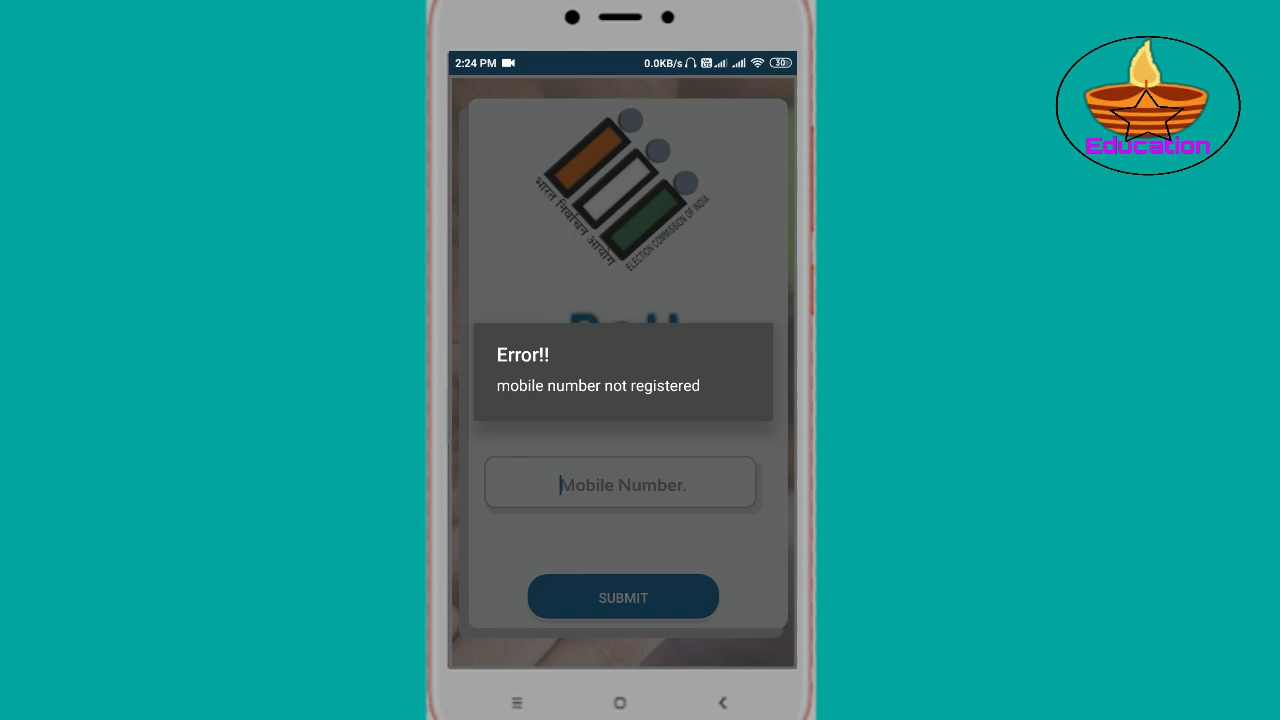 2:24 PM
0.0KB/s
30
Education
भारत निर्वाचन आयोग
ELECTION COMMISSION OF INDIA
Error!!
mobile number not registered
Mobile Number.
SUBMIT